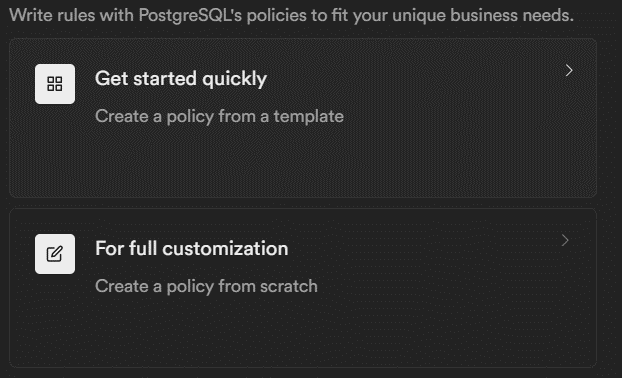 Write rules with PostgreSQL's policies to fit your unique business needs.
Get started quickly
Create a policy from a template
For full customization
Create a policy from scratch